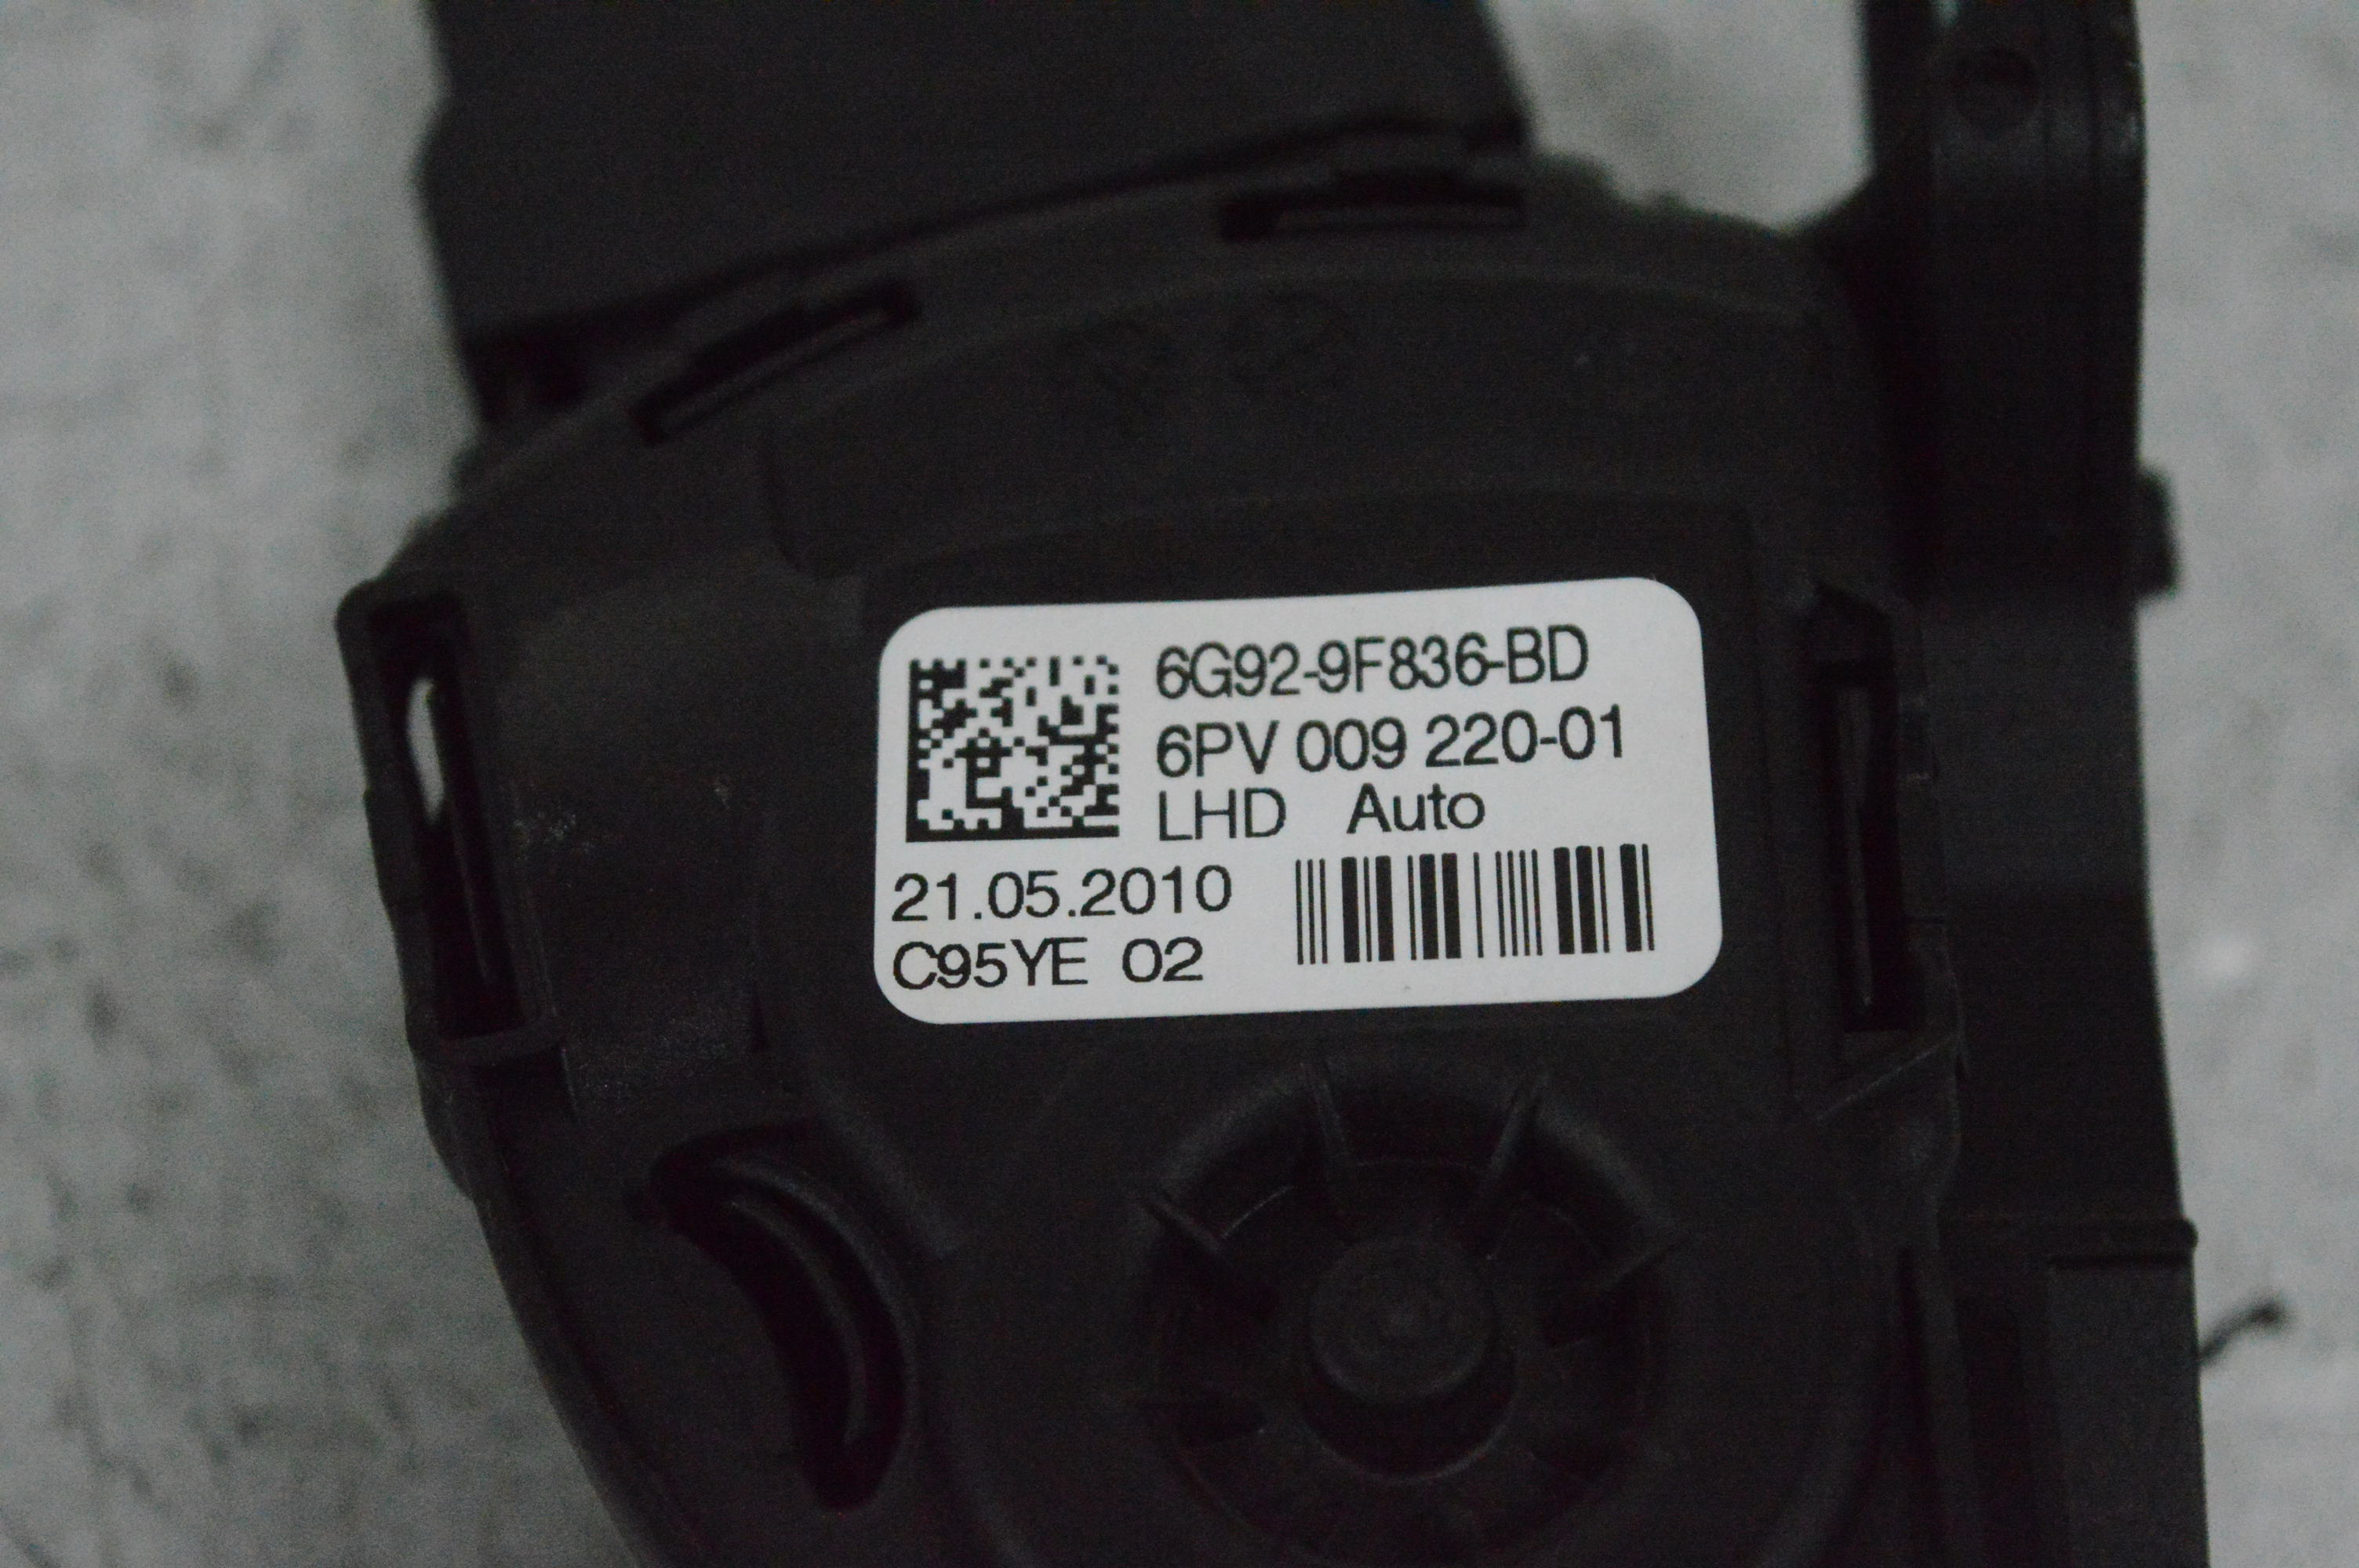 6G92-9F836-BD
6PV 009 220-01
LHD Auto
21.05.2010
C95YE 02